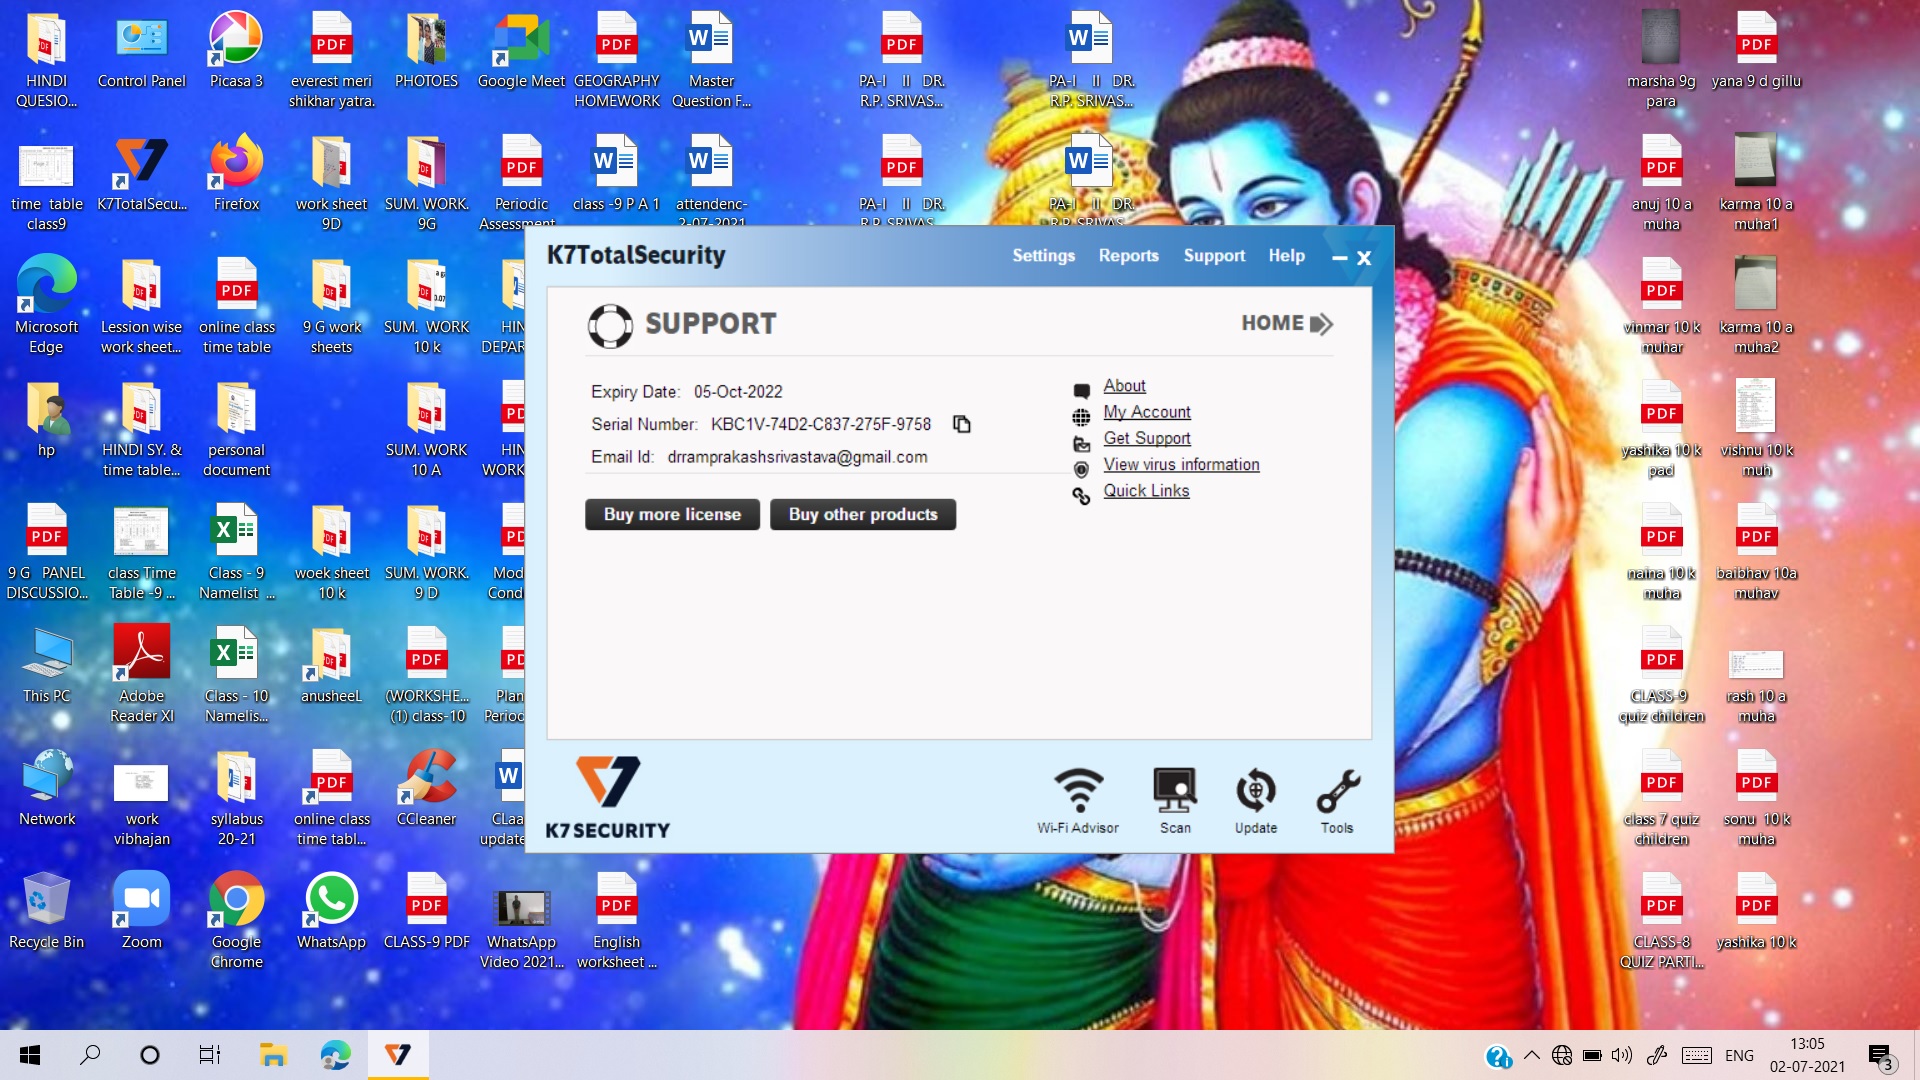 HINDI
QUESIO...
Control Panel
Picasa 3
everest meri
shikhar yatra.
PHOTOES
Google Meet
GEOGRAPHY
HOMEWORK
Master
Question F...
PA-I II DR.
R.P. SRIVAS...
PA-I II DR.
R.P. SRIVAS...
marsha 9g
para
yana 9 d gillu
time table
class9
K7TotalSecu...
Firefox
work sheet
9D
SUM. WORK.
9G
Periodic
Assessment
class -9 P A 1
attendenc-
2-07-2021
PA-I II DR.
R.P. SRIVAS
PA-I II DR.
R.P. SRIVAS
anuj 10 a
muha
karma 10 a
muha1
Microsoft
Edge
Lession wise
work sheet...
online class
time table
9 G work
sheets
SUM. WORK
10 k
HIN
DEPAR
vinmar 10 k
muhar
karma 10 a
muha2
hp
HINDI SY. &
time table...
personal
document
SUM. WORK
10 A
HIN
WORK
yashika 10 k
pad
vishnu 10 k
muh
9 G PANEL
DISCUSSIO...
class Time
Table -9 ...
Class - 9
Namelist ...
woek sheet
10 k
SUM. WORK.
9 D
Mod
Cond
naina 10 k
muha
baibhav 10a
muhav
This PC
Adobe
Reader XI
Class - 10
Namelis...
anusheeL
(WORKSHE...
(1) class-10
Plan
Period
CLASS-9
quiz children
rash 10 a
muha
Network
work
vibhajan
syllabus
20-21
online class
time tabl...
CCleaner
CLaa
update
class 7 quiz
children
sonu 10 k
muha
Recycle Bin
Zoom
Google
Chrome
WhatsApp
CLASS-9 PDF
WhatsApp
Video 2021...
English
worksheet ...
CLASS-8
QUIZ PARTI...
yashika 10 k
K7TotalSecurity
Settings Reports Support Help
SUPPORT
HOME
Expiry Date: 05-Oct-2022
Serial Number: KBC1V-74D2-C837-275F-9758
Email Id: drramprakashsrivastava@gmail.com
About
My Account
Get Support
View virus information
Quick Links
Buy more license
Buy other products
K7 SECURITY
Wi-Fi Advisor
Scan
Update
Tools
ENG
13:05
02-07-2021
3